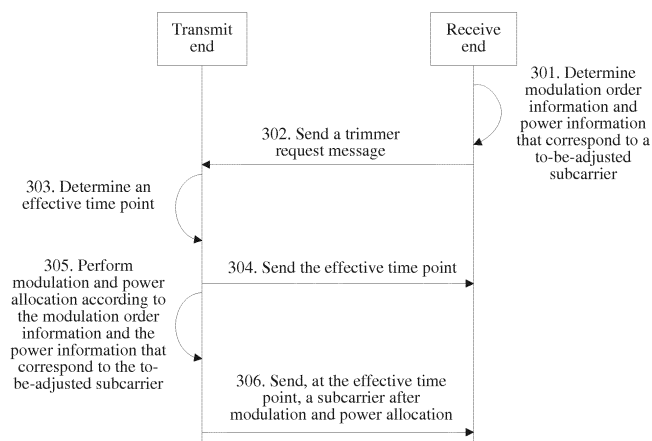 Transmit
end
Receive
end
301. Determine
modulation order
information and
power information
that correspond to a
to-be-adjusted
subcarrier
302. Send a trimmer
request message
303. Determine an
effective time point
304. Send the effective time point
305. Perform
modulation and power
allocation according to
the modulation order
information and the
power information that
correspond to the to-
be-adjusted subcarrier
306. Send, at the effective time
point, a subcarrier after
modulation and power allocation